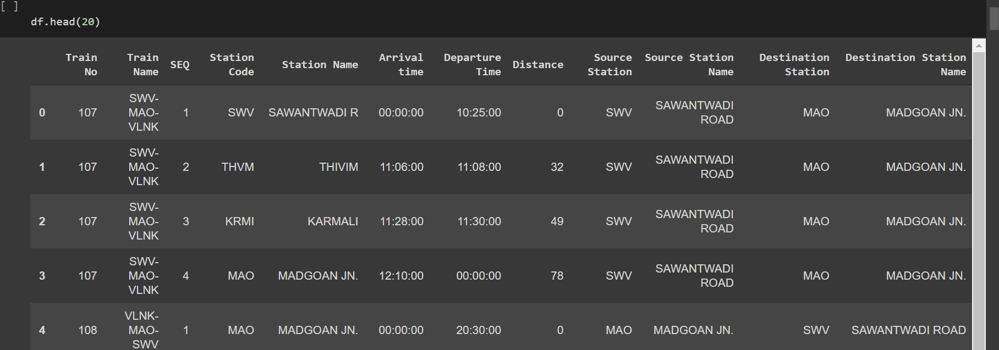 [ ]
df.head(20)
Train No Train Name SEQ Station Code Station Name Arrival time Departure Time Distance Source Station Source Station Name Destination Station Destination Station Name
0 107 SWV-MAO-VLNK 1 SWV SAWANTWADI R 00:00:00 10:25:00 0 SWV SAWANTWADI ROAD MAO MADGOAN JN.
1 107 SWV-MAO-VLNK 2 THVM THIVIM 11:06:00 11:08:00 32 SWV SAWANTWADI ROAD MAO MADGOAN JN.
2 107 SWV-MAO-VLNK 3 KRMI KARMALI 11:28:00 11:30:00 49 SWV SAWANTWADI ROAD MAO MADGOAN JN.
3 107 SWV-MAO-VLNK 4 MAO MADGOAN JN. 12:10:00 00:00:00 78 SWV SAWANTWADI ROAD MAO MADGOAN JN.
4 108 VLNK-MAO-SWV 1 MAO MADGOAN JN. 00:00:00 20:30:00 0 MAO MADGOAN JN. SWV SAWANTWADI ROAD